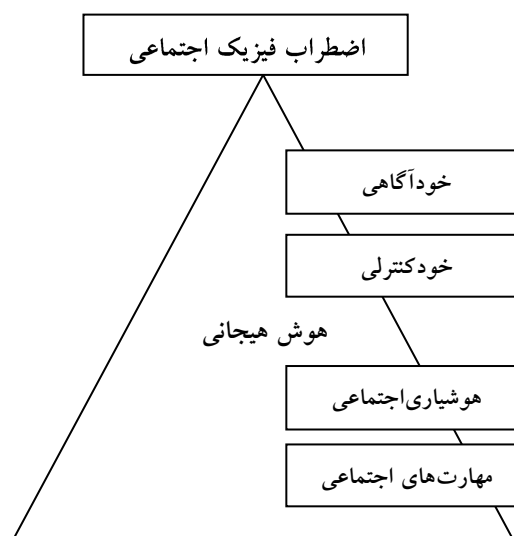 اضطراب فیزیک اجتماعی
خودآگاهی
خودکنترلی
هوش هیجانی
هوشیاری‌اجتماعی
مهارت‌های اجتماعی